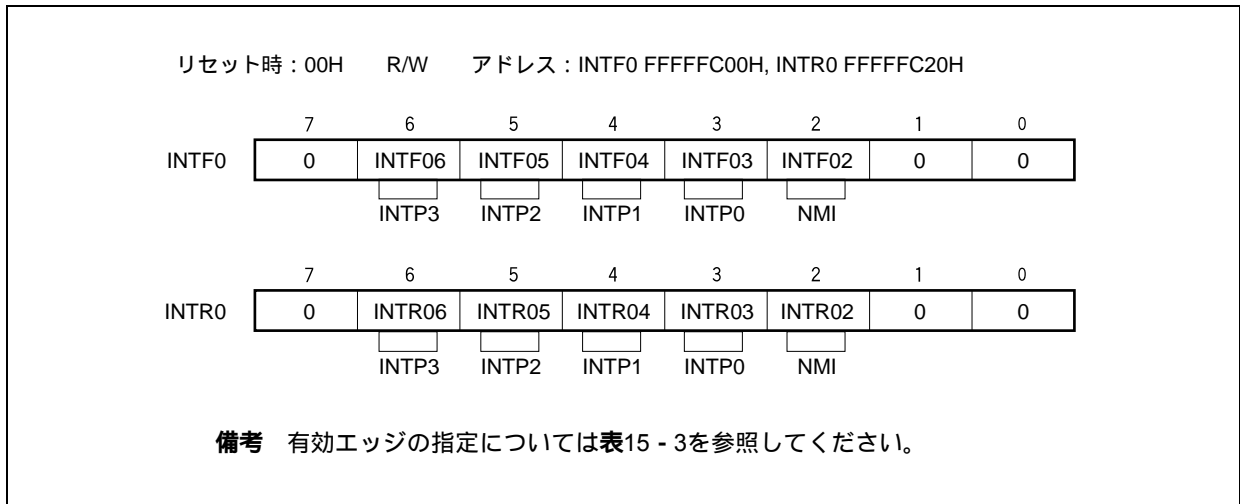 リセット時：00H R/W アドレス：INTF0 FFFFFC00H, INTR0 FFFFFC20H
7 6 5 4 3 2 1 0
INTF0 0 INTF06 INTF05 INTF04 INTF03 INTF02 0 0
INTP3 INTP2 INTP1 INTP0 NMI
7 6 5 4 3 2 1 0
INTR0 0 INTR06 INTR05 INTR04 INTR03 INTR02 0 0
INTP3 INTP2 INTP1 INTP0 NMI
備考 有効エッジの指定については表15 - 3を参照してください。